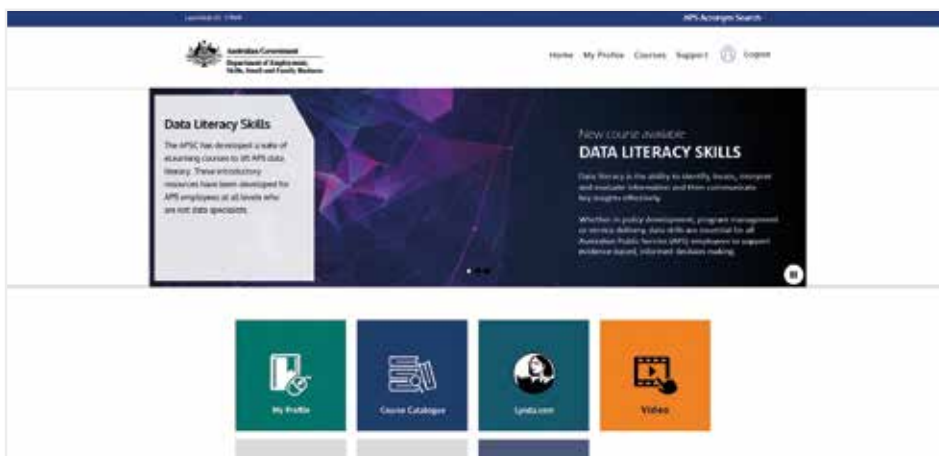 APS Acronym Search
Australian Government
Department of Employment,
Skills, Small and Family Business
Home My Profile Courses Support Logout
Data Literacy Skills
The APSC has developed a suite of
eLearning courses to lift APS data
literacy. These introductory
resources have been developed for
APS employees at all levels who
are not data specialists.
New course available
DATA LITERACY SKILLS
Data literacy is the ability to identify, locate, interpret
and evaluate information and then communicate
key insights effectively.
Whether in policy development, program management
or service delivery, data skills are essential for all
Australian Public Service (APS) employees to support
evidence-based, informed decision making.
My Profile
Course Catalogue
Lynda.com
Video